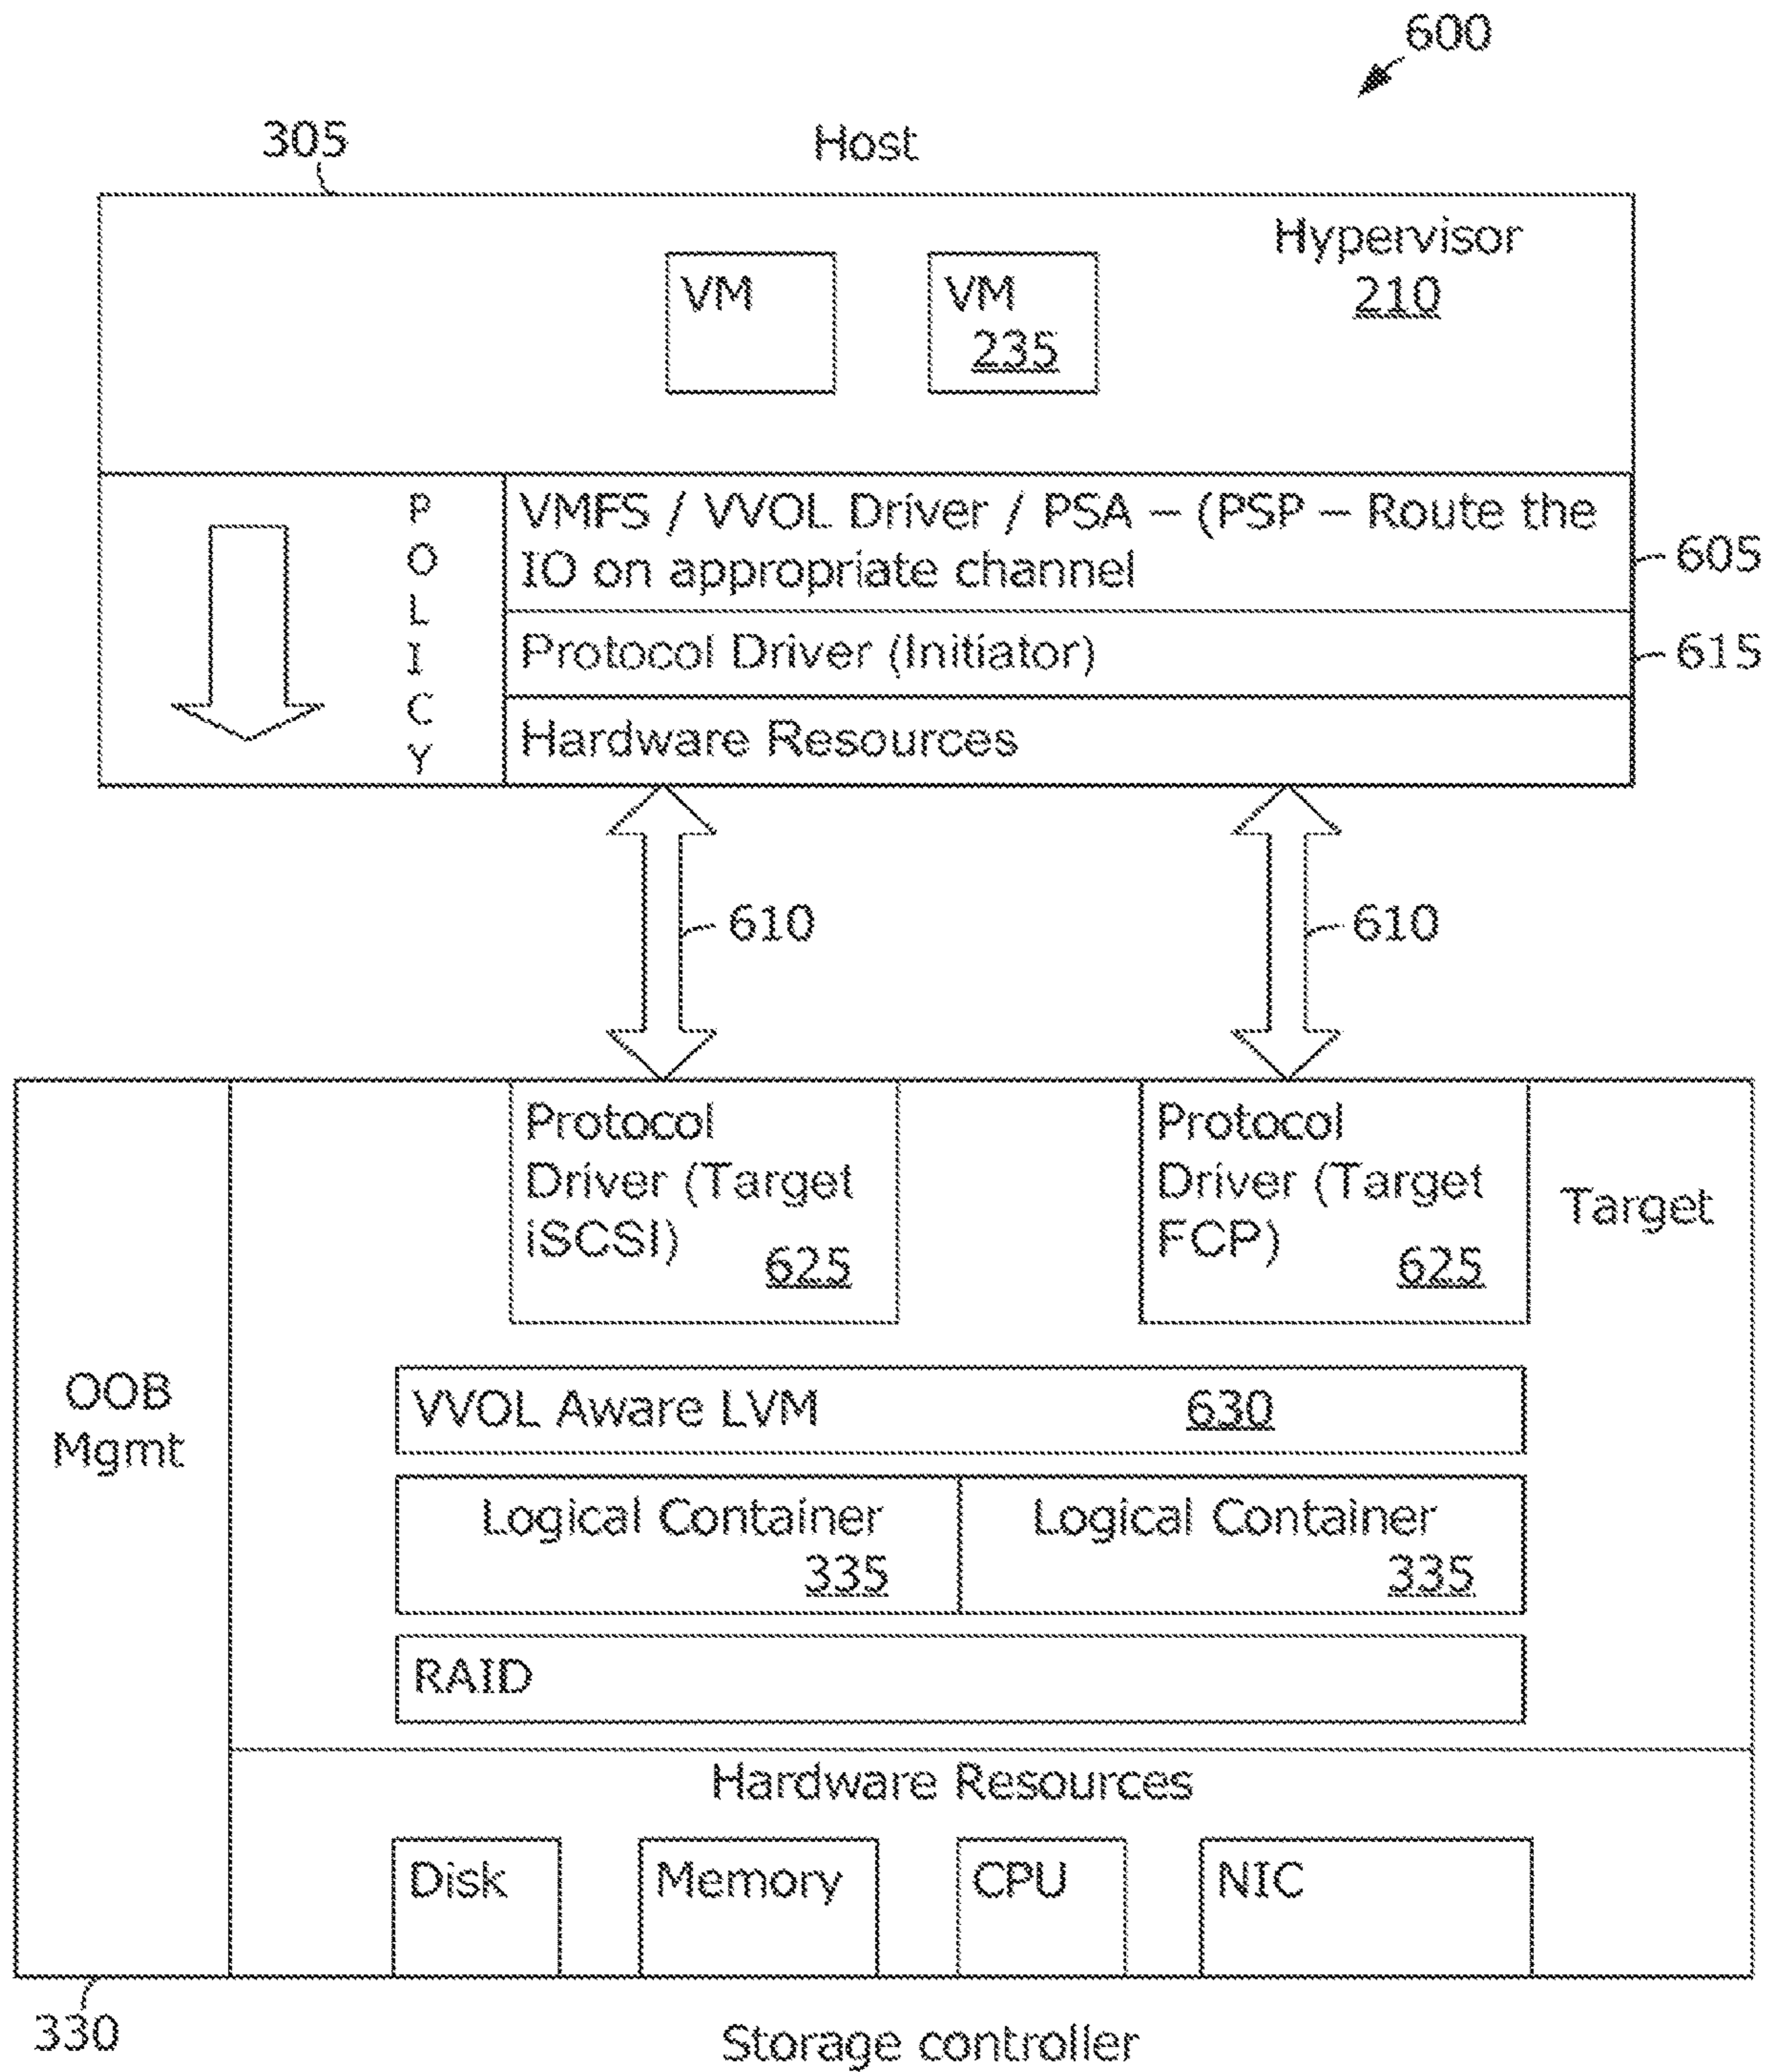 600
305
Host
Hypervisor
210
VM
VM
235
POLICY
VMFS / VVOL Driver / PSA – (PSP – Route the
IO on appropriate channel
605
Protocol Driver (Initiator)
615
Hardware Resources
610
610
Protocol
Driver (Target
iSCSI)
625
Protocol
Driver (Target
FCP)
625
Target
OOB
Mgmt
VVOL Aware LVM 630
Logical Container
335
Logical Container
335
RAID
Hardware Resources
Disk
Memory
CPU
NIC
330
Storage controller